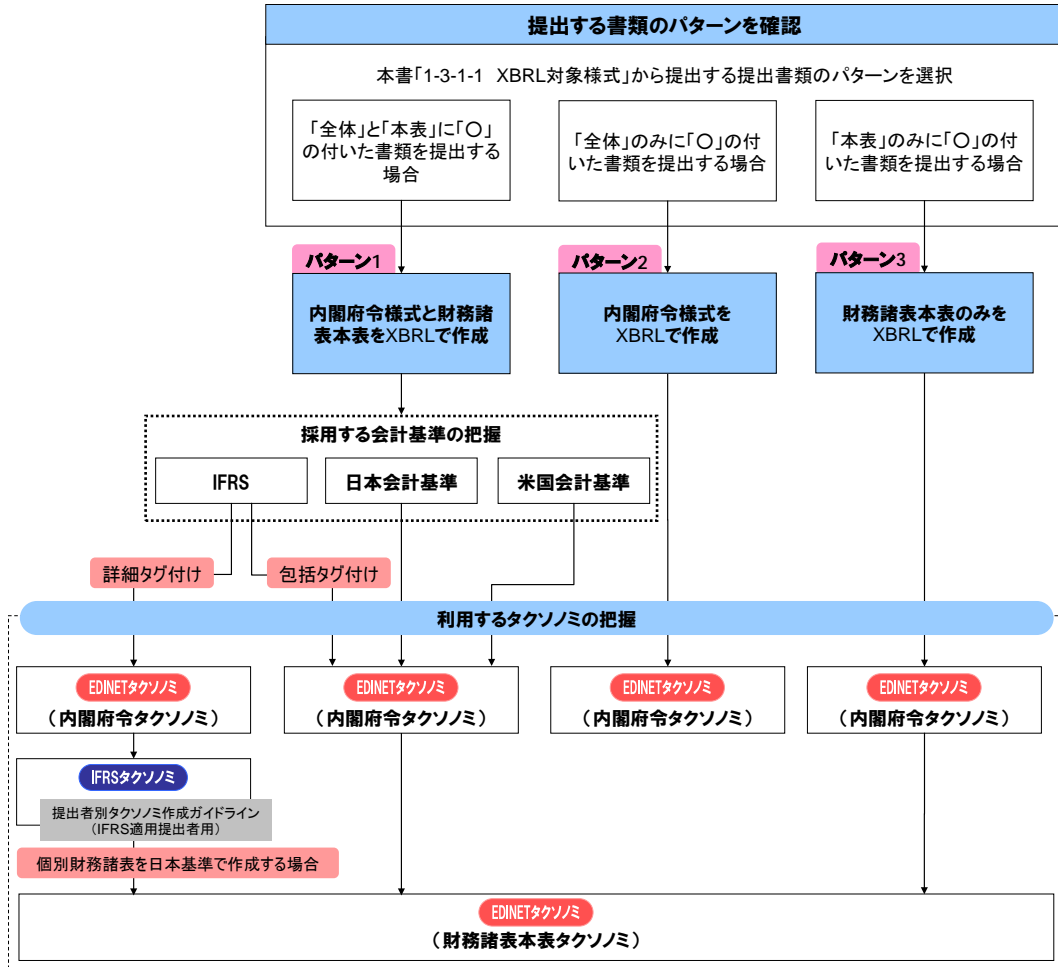 提出する書類のパターンを確認
本書「1-3-1-1 XBRL対象様式」から提出する提出書類のパターンを選択
「全体」と「本表」に「〇」
の付いた書類を提出する
場合
「全体」のみに「〇」の付
いた書類を提出する場合
「本表」のみに「〇」の付
いた書類を提出する場合
パターン1
パターン2
パターン3
内閣府令様式と財務諸
表本表をXBRLで作成
内閣府令様式を
XBRLで作成
財務諸表本表のみを
XBRLで作成
採用する会計基準の把握
IFRS
日本会計基準
米国会計基準
詳細タグ付け
包括タグ付け
利用するタクソノミの把握
EDINETタクソノミ
(内閣府令タクソノミ)
EDINETタクソノミ
(内閣府令タクソノミ)
EDINETタクソノミ
(内閣府令タクソノミ)
EDINETタクソノミ
(内閣府令タクソノミ)
IFRSタクソノミ
提出者別タクソノミ作成ガイドライン
(IFRS適用提出者用)
個別財務諸表を日本基準で作成する場合
EDINETタクソノミ
(財務諸表本表タクソノミ)